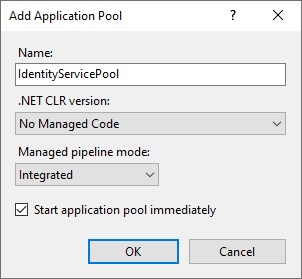 Add Application Pool
?
Name:
IdentityServicePool
.NET CLR version:
No Managed Code
Managed pipeline mode:
Integrated
Start application pool immediately
OK
Cancel